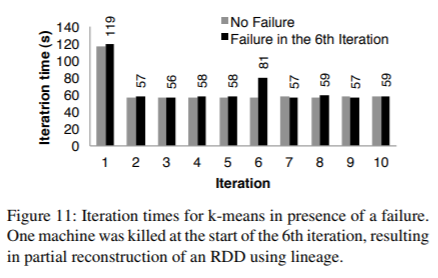 No Failure
Failure in the 6th Iteration
Iteratrion time (s)
140
120
100
80
60
40
20
0
119
57
56
58
58
81
57
59
57
59
1 2 3 4 5 6 7 8 9 10
Iteration
Figure 11: Iteration times for k-means in presence of a failure.
One machine was killed at the start of the 6th iteration, resulting
in partial reconstruction of an RDD using lineage.